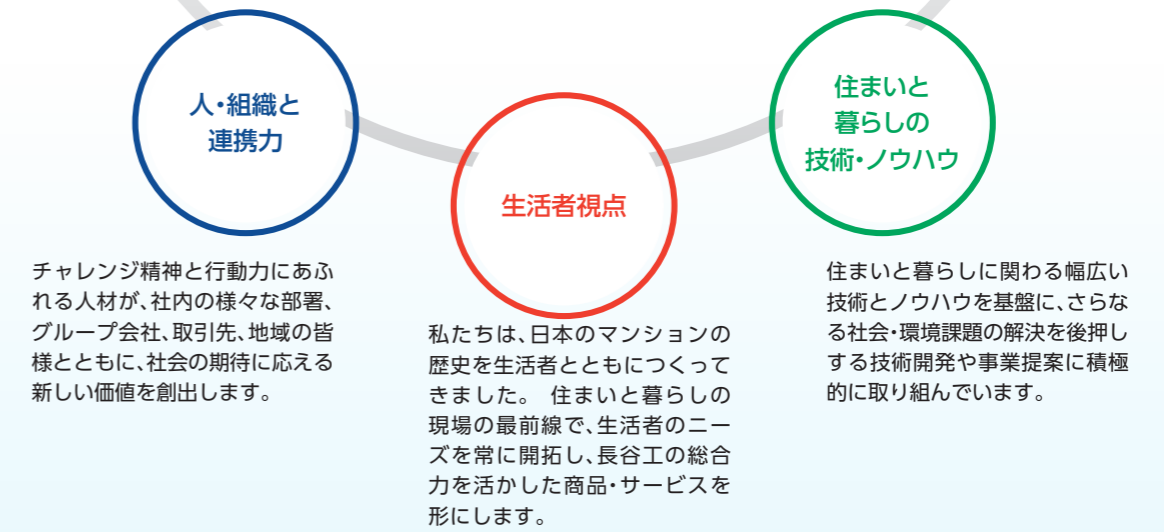 人・組織と
連携力
チャレンジ精神と行動力にあふ
れる人材が、社内の様々な部署、
グループ会社、取引先、地域の皆
様とともに、社会の期待に応える
新しい価値を創出します。
生活者視点
私たちは、日本のマンションの
歴史を生活者とともにつくって
きました。 住まいと暮らしの
現場の最前線で、生活者のニー
ズを常に開拓し、長谷工の総合
力を活かした商品・サービスを
形にします。
住まいと
暮らしの
技術・ノウハウ
住まいと暮らしに関わる幅広い
技術とノウハウを基盤に、さらな
る社会・環境課題の解決を後押し
する技術開発や事業提案に積極
的に取り組んでいます。